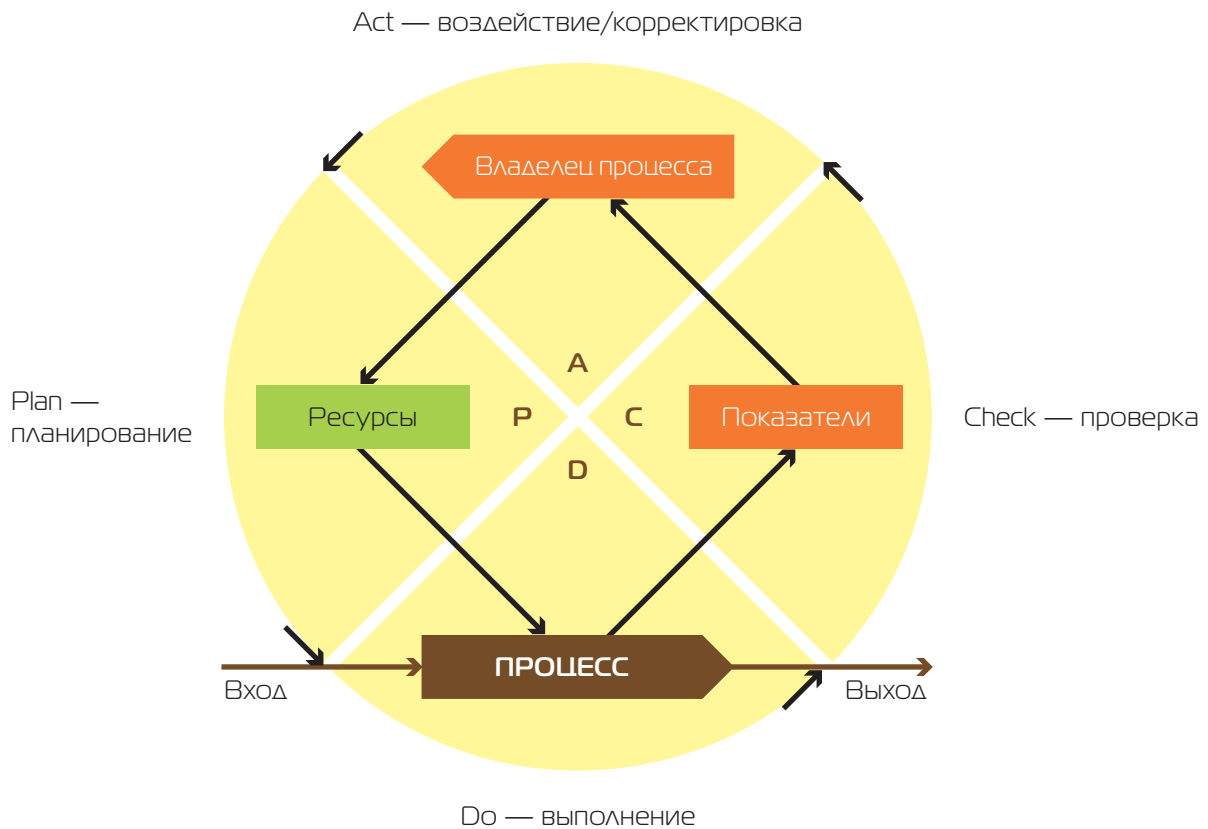 Act — воздействие/корректировка
Владелец процесса
A
Plan —
планирование
Ресурсы
P
C
Показатели
Check — проверка
D
ПРОЦЕСС
Вход
Выход
Do — выполнение